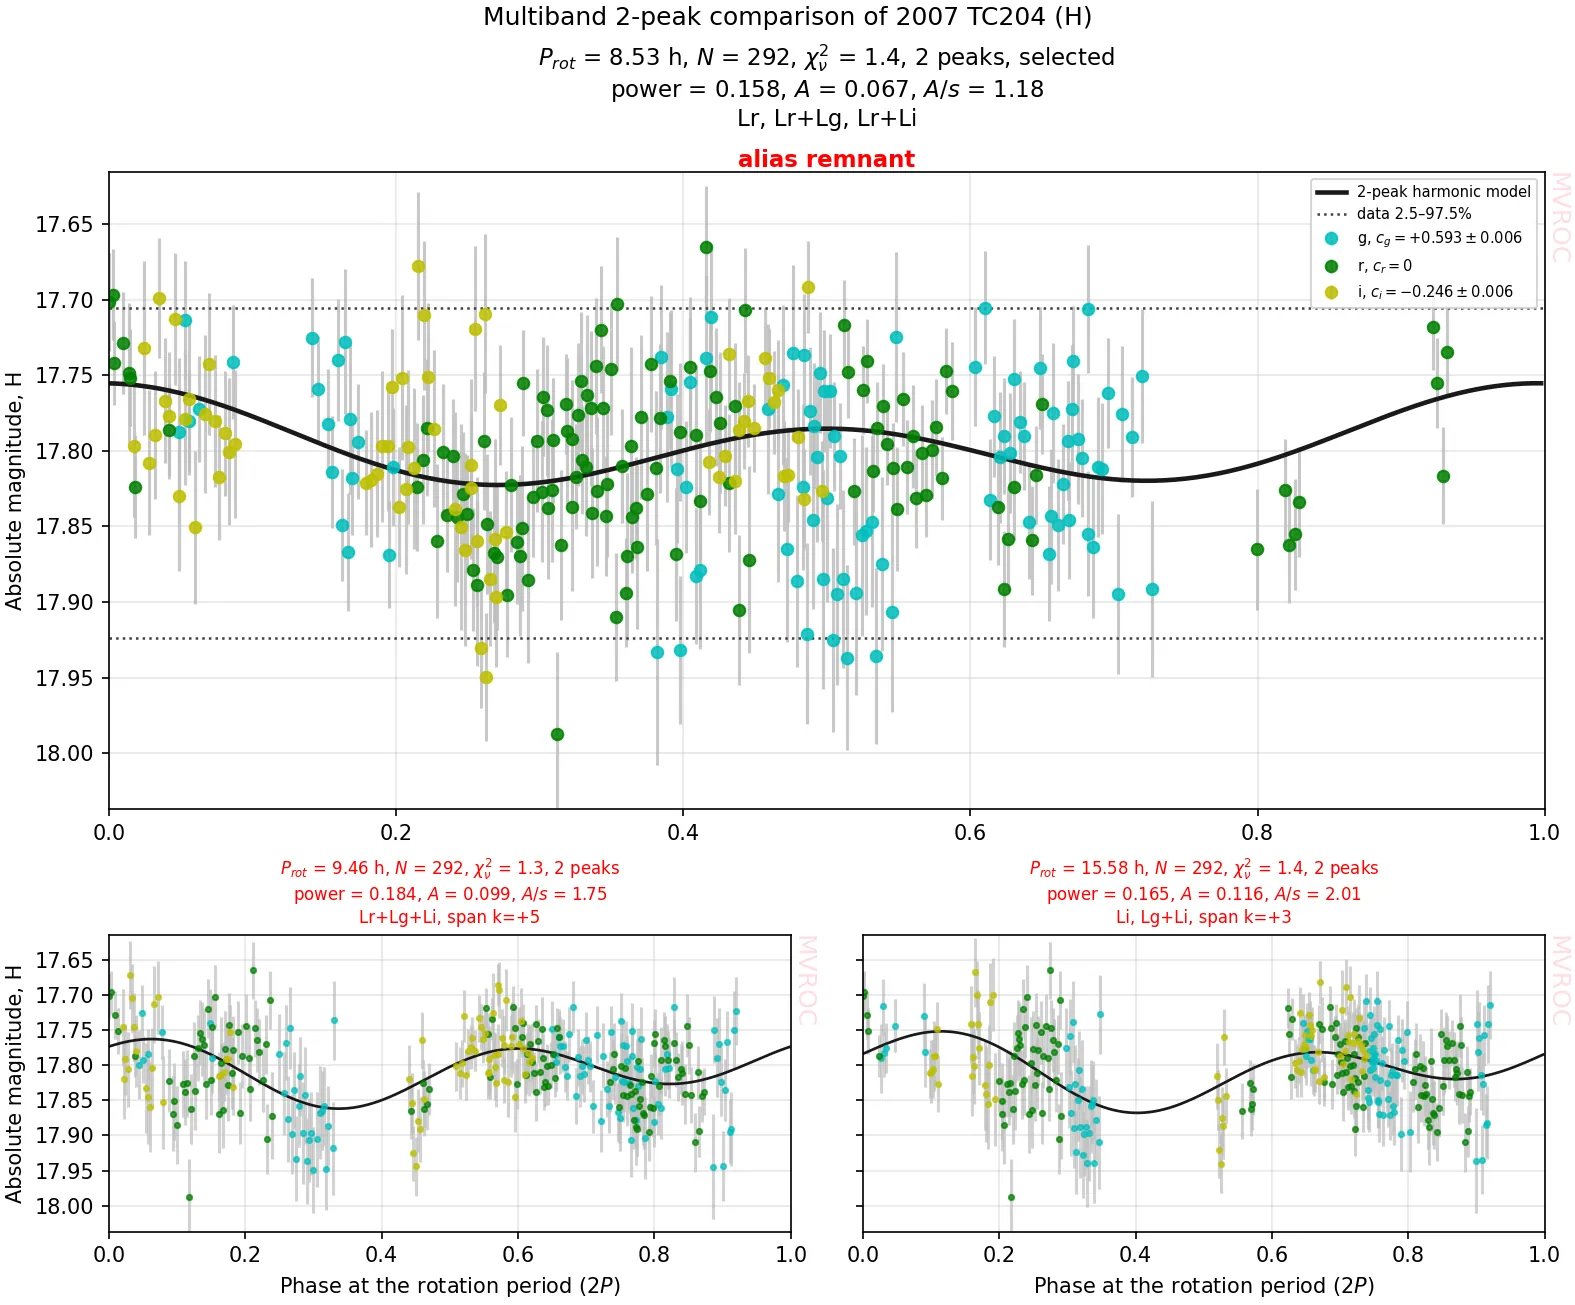 Multiband 2-peak comparison of 2007 TC204 (H)
P_rot = 8.53 h, N = 292, χ²_ν = 1.4, 2 peaks, selected
power = 0.158, A = 0.067, A/s = 1.18
Lr, Lr+Lg, Lr+Li
alias remnant
2-peak harmonic model
data 2.5–97.5%
g, c_g = +0.593 ± 0.006
r, c_r = 0
i, c_i = −0.246 ± 0.006
MVROC
Absolute magnitude, H
17.65
17.70
17.75
17.80
17.85
17.90
17.95
18.00
0.0 0.2 0.4 0.6 0.8 1.0
P_rot = 9.46 h, N = 292, χ²_ν = 1.3, 2 peaks
power = 0.184, A = 0.099, A/s = 1.75
Lr+Lg+Li, span k=+5
MVROC
Absolute magnitude, H
17.65
17.70
17.75
17.80
17.85
17.90
17.95
18.00
0.0 0.2 0.4 0.6 0.8 1.0
Phase at the rotation period (2P)
P_rot = 15.58 h, N = 292, χ²_ν = 1.4, 2 peaks
power = 0.165, A = 0.116, A/s = 2.01
Li, Lg+Li, span k=+3
MVROC
0.0 0.2 0.4 0.6 0.8 1.0
Phase at the rotation period (2P)